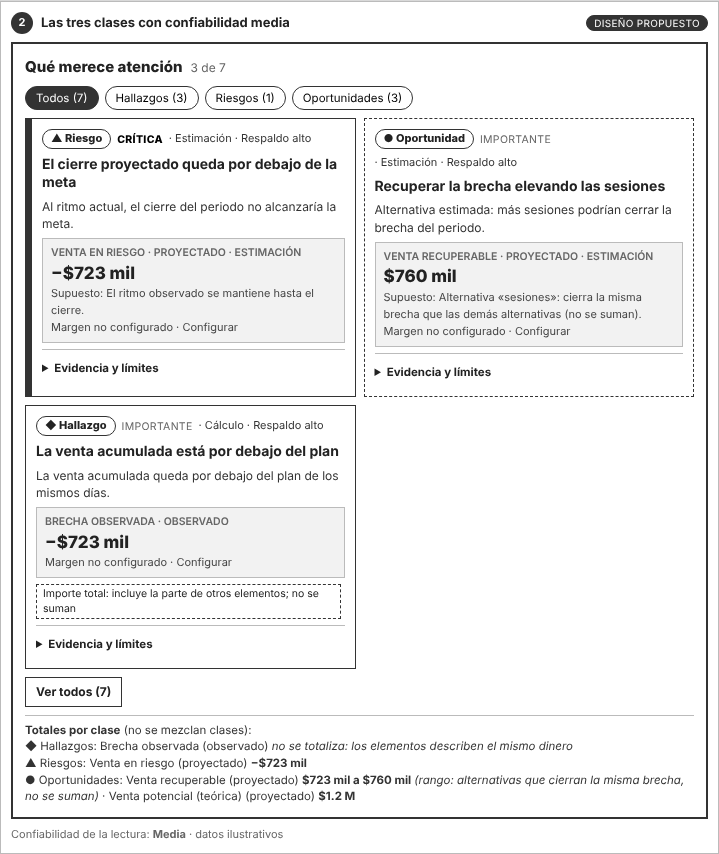 2 Las tres clases con confiabilidad media
DISEÑO PROPUESTO
Qué merece atención 3 de 7
Todos (7) Hallazgos (3) Riesgos (1) Oportunidades (3)
▲ Riesgo CRÍTICA · Estimación · Respaldo alto
El cierre proyectado queda por debajo de la
meta
Al ritmo actual, el cierre del periodo no alcanzaría la
meta.
VENTA EN RIESGO · PROYECTADO · ESTIMACIÓN
−$723 mil
Supuesto: El ritmo observado se mantiene hasta el
cierre.
Margen no configurado · Configurar
▶ Evidencia y límites
● Oportunidad IMPORTANTE
· Estimación · Respaldo alto
Recuperar la brecha elevando las sesiones
Alternativa estimada: más sesiones podrían cerrar la
brecha del periodo.
VENTA RECUPERABLE · PROYECTADO · ESTIMACIÓN
$760 mil
Supuesto: Alternativa «sesiones»: cierra la misma
brecha que las demás alternativas (no se suman).
Margen no configurado · Configurar
▶ Evidencia y límites
◆ Hallazgo IMPORTANTE · Cálculo · Respaldo alto
La venta acumulada está por debajo del plan
La venta acumulada queda por debajo del plan de los
mismos días.
BRECHA OBSERVADA · OBSERVADO
−$723 mil
Margen no configurado · Configurar
Importe total: incluye la parte de otros elementos; no se
suman
▶ Evidencia y límites
Ver todos (7)
Totales por clase (no se mezclan clases):
◆ Hallazgos: Brecha observada (observado) no se totaliza: los elementos describen el mismo dinero
▲ Riesgos: Venta en riesgo (proyectado) −$723 mil
● Oportunidades: Venta recuperable (proyectado) $723 mil a $760 mil (rango: alternativas que cierran la misma brecha,
no se suman) · Venta potencial (teórica) (proyectado) $1.2 M
Confiabilidad de la lectura: Media · datos ilustrativos